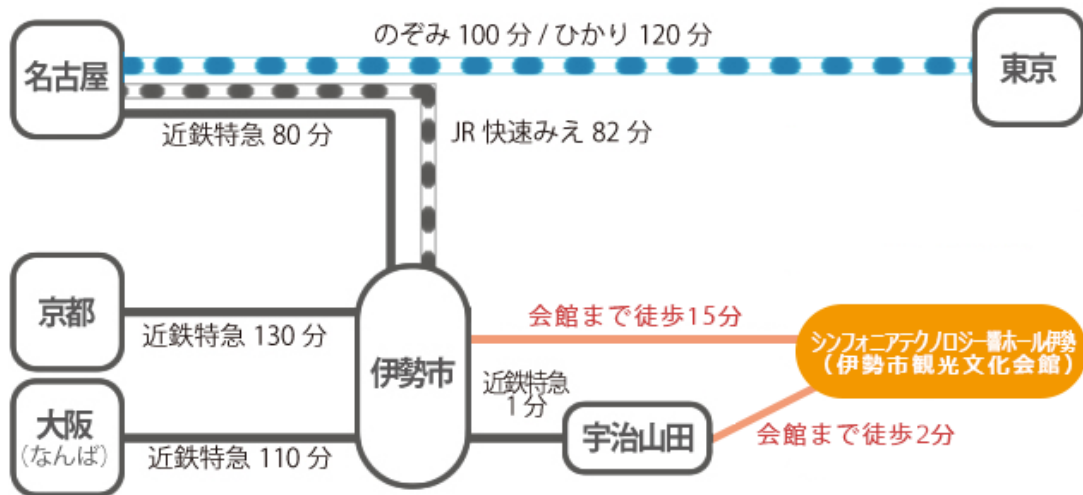 のぞみ 100 分 / ひかり 120 分
名古屋
東京
近鉄特急 80 分
JR 快速みえ 82 分
京都
近鉄特急 130 分
会館まで徒歩15分
シンフォニアテクノロジー響ホール伊勢
（伊勢市観光文化会館）
伊勢市
近鉄特急
1 分
大阪
（なんば）
近鉄特急 110 分
宇治山田
会館まで徒歩2分